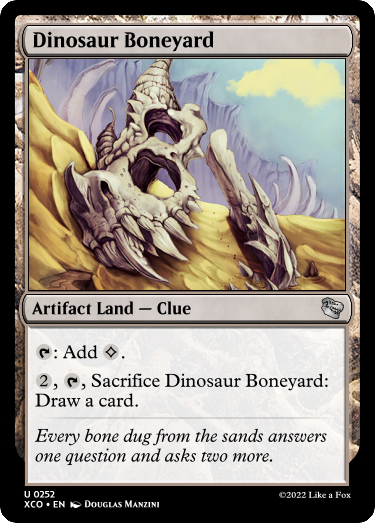 Dinosaur Boneyard
Artifact Land — Clue
: Add .
2, , Sacrifice Dinosaur Boneyard:
Draw a card.
Every bone dug from the sands answers
one question and asks two more.
U 0252
XCO • EN Douglas Manzini
©2022 Like a Fox